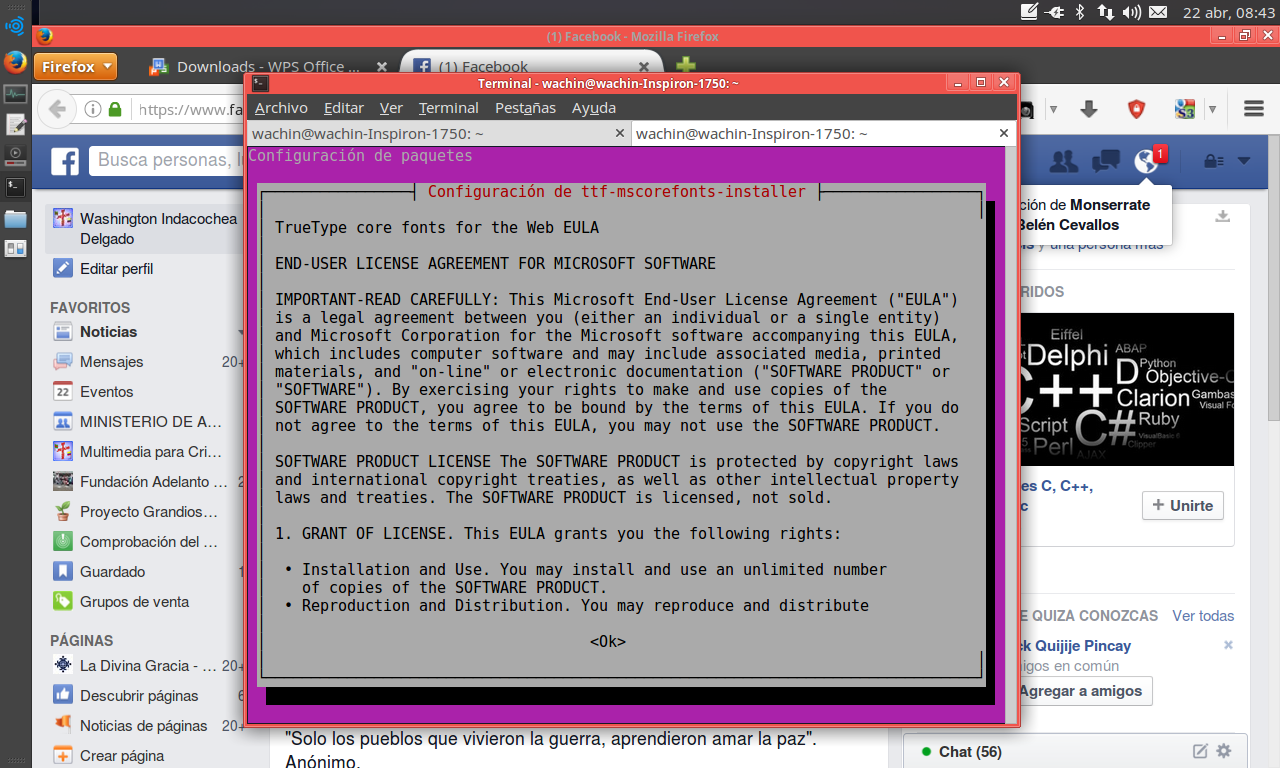 22 abr, 08:43
(1) Facebook - Mozilla Firefox
Firefox
Downloads - WPS Office ...
(1) Facebook
https://www.fa
Terminal - wachin@wachin-Inspiron-1750: ~
Archivo Editar Ver Terminal Pestañas Ayuda
wachin@wachin-Inspiron-1750: ~
wachin@wachin-Inspiron-1750: ~
Configuración de paquetes
Configuración de ttf-mscorefonts-installer
TrueType core fonts for the Web EULA
END-USER LICENSE AGREEMENT FOR MICROSOFT SOFTWARE
IMPORTANT-READ CAREFULLY: This Microsoft End-User License Agreement ("EULA")
is a legal agreement between you (either an individual or a single entity)
and Microsoft Corporation for the Microsoft software accompanying this EULA,
which includes computer software and may include associated media, printed
materials, and "on-line" or electronic documentation ("SOFTWARE PRODUCT" or
"SOFTWARE"). By exercising your rights to make and use copies of the
SOFTWARE PRODUCT, you agree to be bound by the terms of this EULA. If you do
not agree to the terms of this EULA, you may not use the SOFTWARE PRODUCT.
SOFTWARE PRODUCT LICENSE The SOFTWARE PRODUCT is protected by copyright laws
and international copyright treaties, as well as other intellectual property
laws and treaties. The SOFTWARE PRODUCT is licensed, not sold.
1. GRANT OF LICENSE. This EULA grants you the following rights:
• Installation and Use. You may install and use an unlimited number
of copies of the SOFTWARE PRODUCT.
• Reproduction and Distribution. You may reproduce and distribute
<Ok>
Busca personas, l
Washington Indacochea
Delgado
Editar perfil
FAVORITOS
Noticias
Mensajes 20+
22 Eventos
MINISTERIO DE A...
Multimedia para Cri...
Fundación Adelanto ... 2
Proyecto Grandios...
Comprobación del ...
Guardado 1
Grupos de venta
PÁGINAS
La Divina Gracia - ... 20+
Descubrir páginas 6
Noticias de páginas 20+
Crear página
"Solo los pueblos que vivieron la guerra, aprendieron amar la paz".
Anónimo.
1
ción de Monserrate
Belén Cevallos
y una persona más
RIDOS
Eiffel
Delphi
ABAP
Python
C++
D
Objective-C
Clarion
Gambas
Visual Fo
Script
C#
Ruby
Perl
VisualBasic 6
Clipper
AJAX
es C, C++,
c
+ Unirte
E QUIZA CONOZCAS Ver todas
ck Quijije Pincay
igos en común
Agregar a amigos
Chat (56)